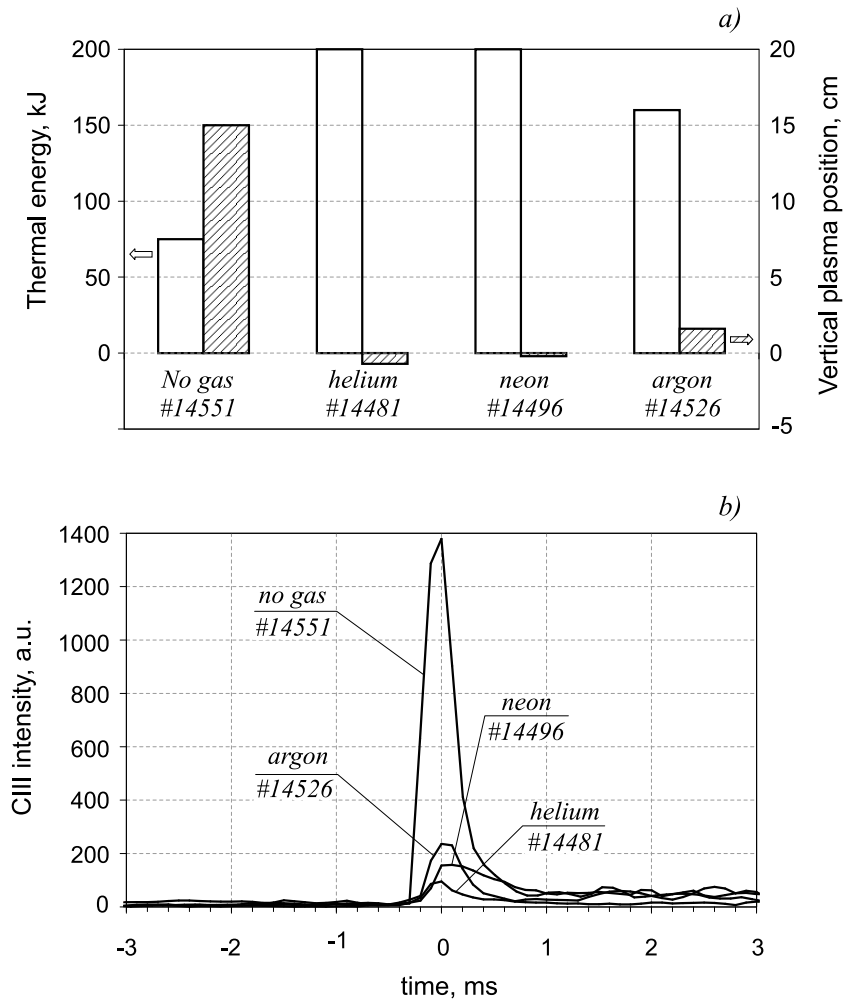 a)
200
150
100
50
0
Thermal energy, kJ
20
15
10
5
0
-5
Vertical plasma position, cm
No gas
#14551
helium
#14481
neon
#14496
argon
#14526
b)
1400
1200
1000
800
600
400
200
0
CIII intensity, a.u.
no gas
#14551
neon
#14496
argon
#14526
helium
#14481
-3
-2
-1
0
1
2
3
time, ms